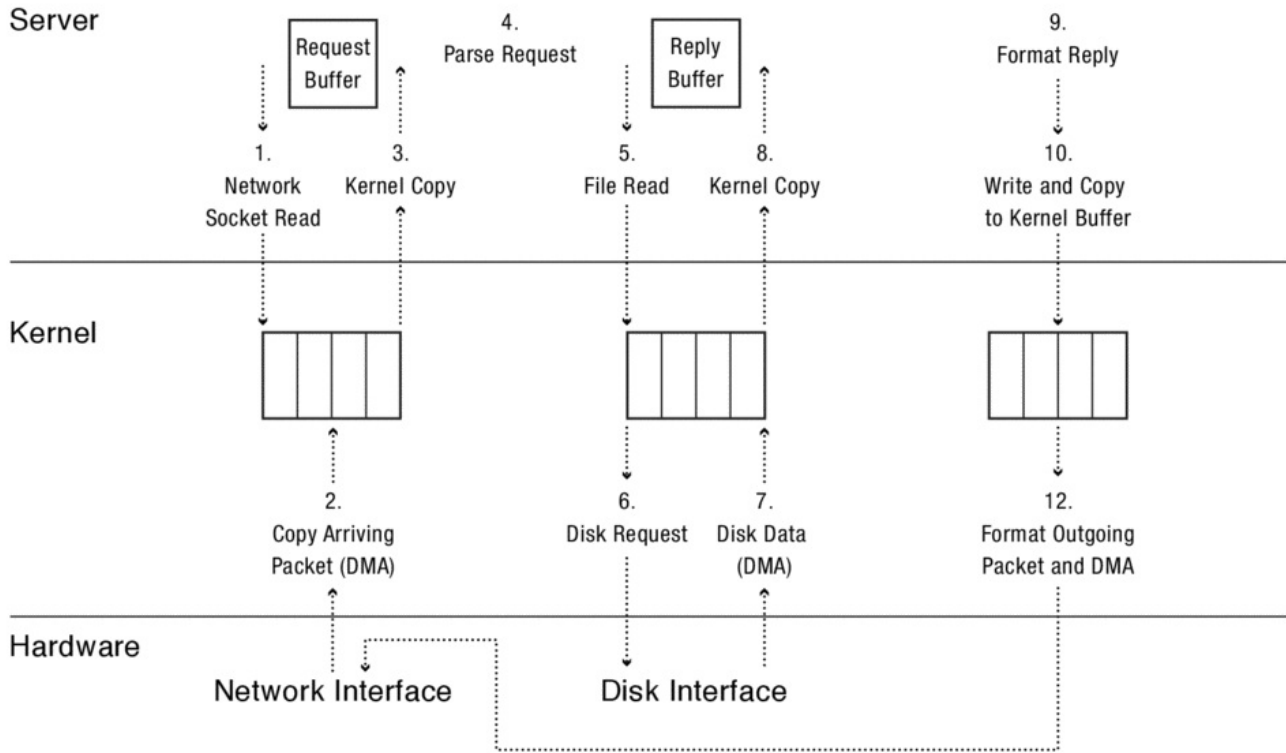 Server
Request
Buffer
4.
Parse Request
Reply
Buffer
9.
Format Reply
1.
Network
Socket Read
3.
Kernel Copy
5.
File Read
8.
Kernel Copy
10.
Write and Copy
to Kernel Buffer
Kernel
2.
Copy Arriving
Packet (DMA)
6.
Disk Request
7.
Disk Data
(DMA)
12.
Format Outgoing
Packet and DMA
Hardware
Network Interface
Disk Interface